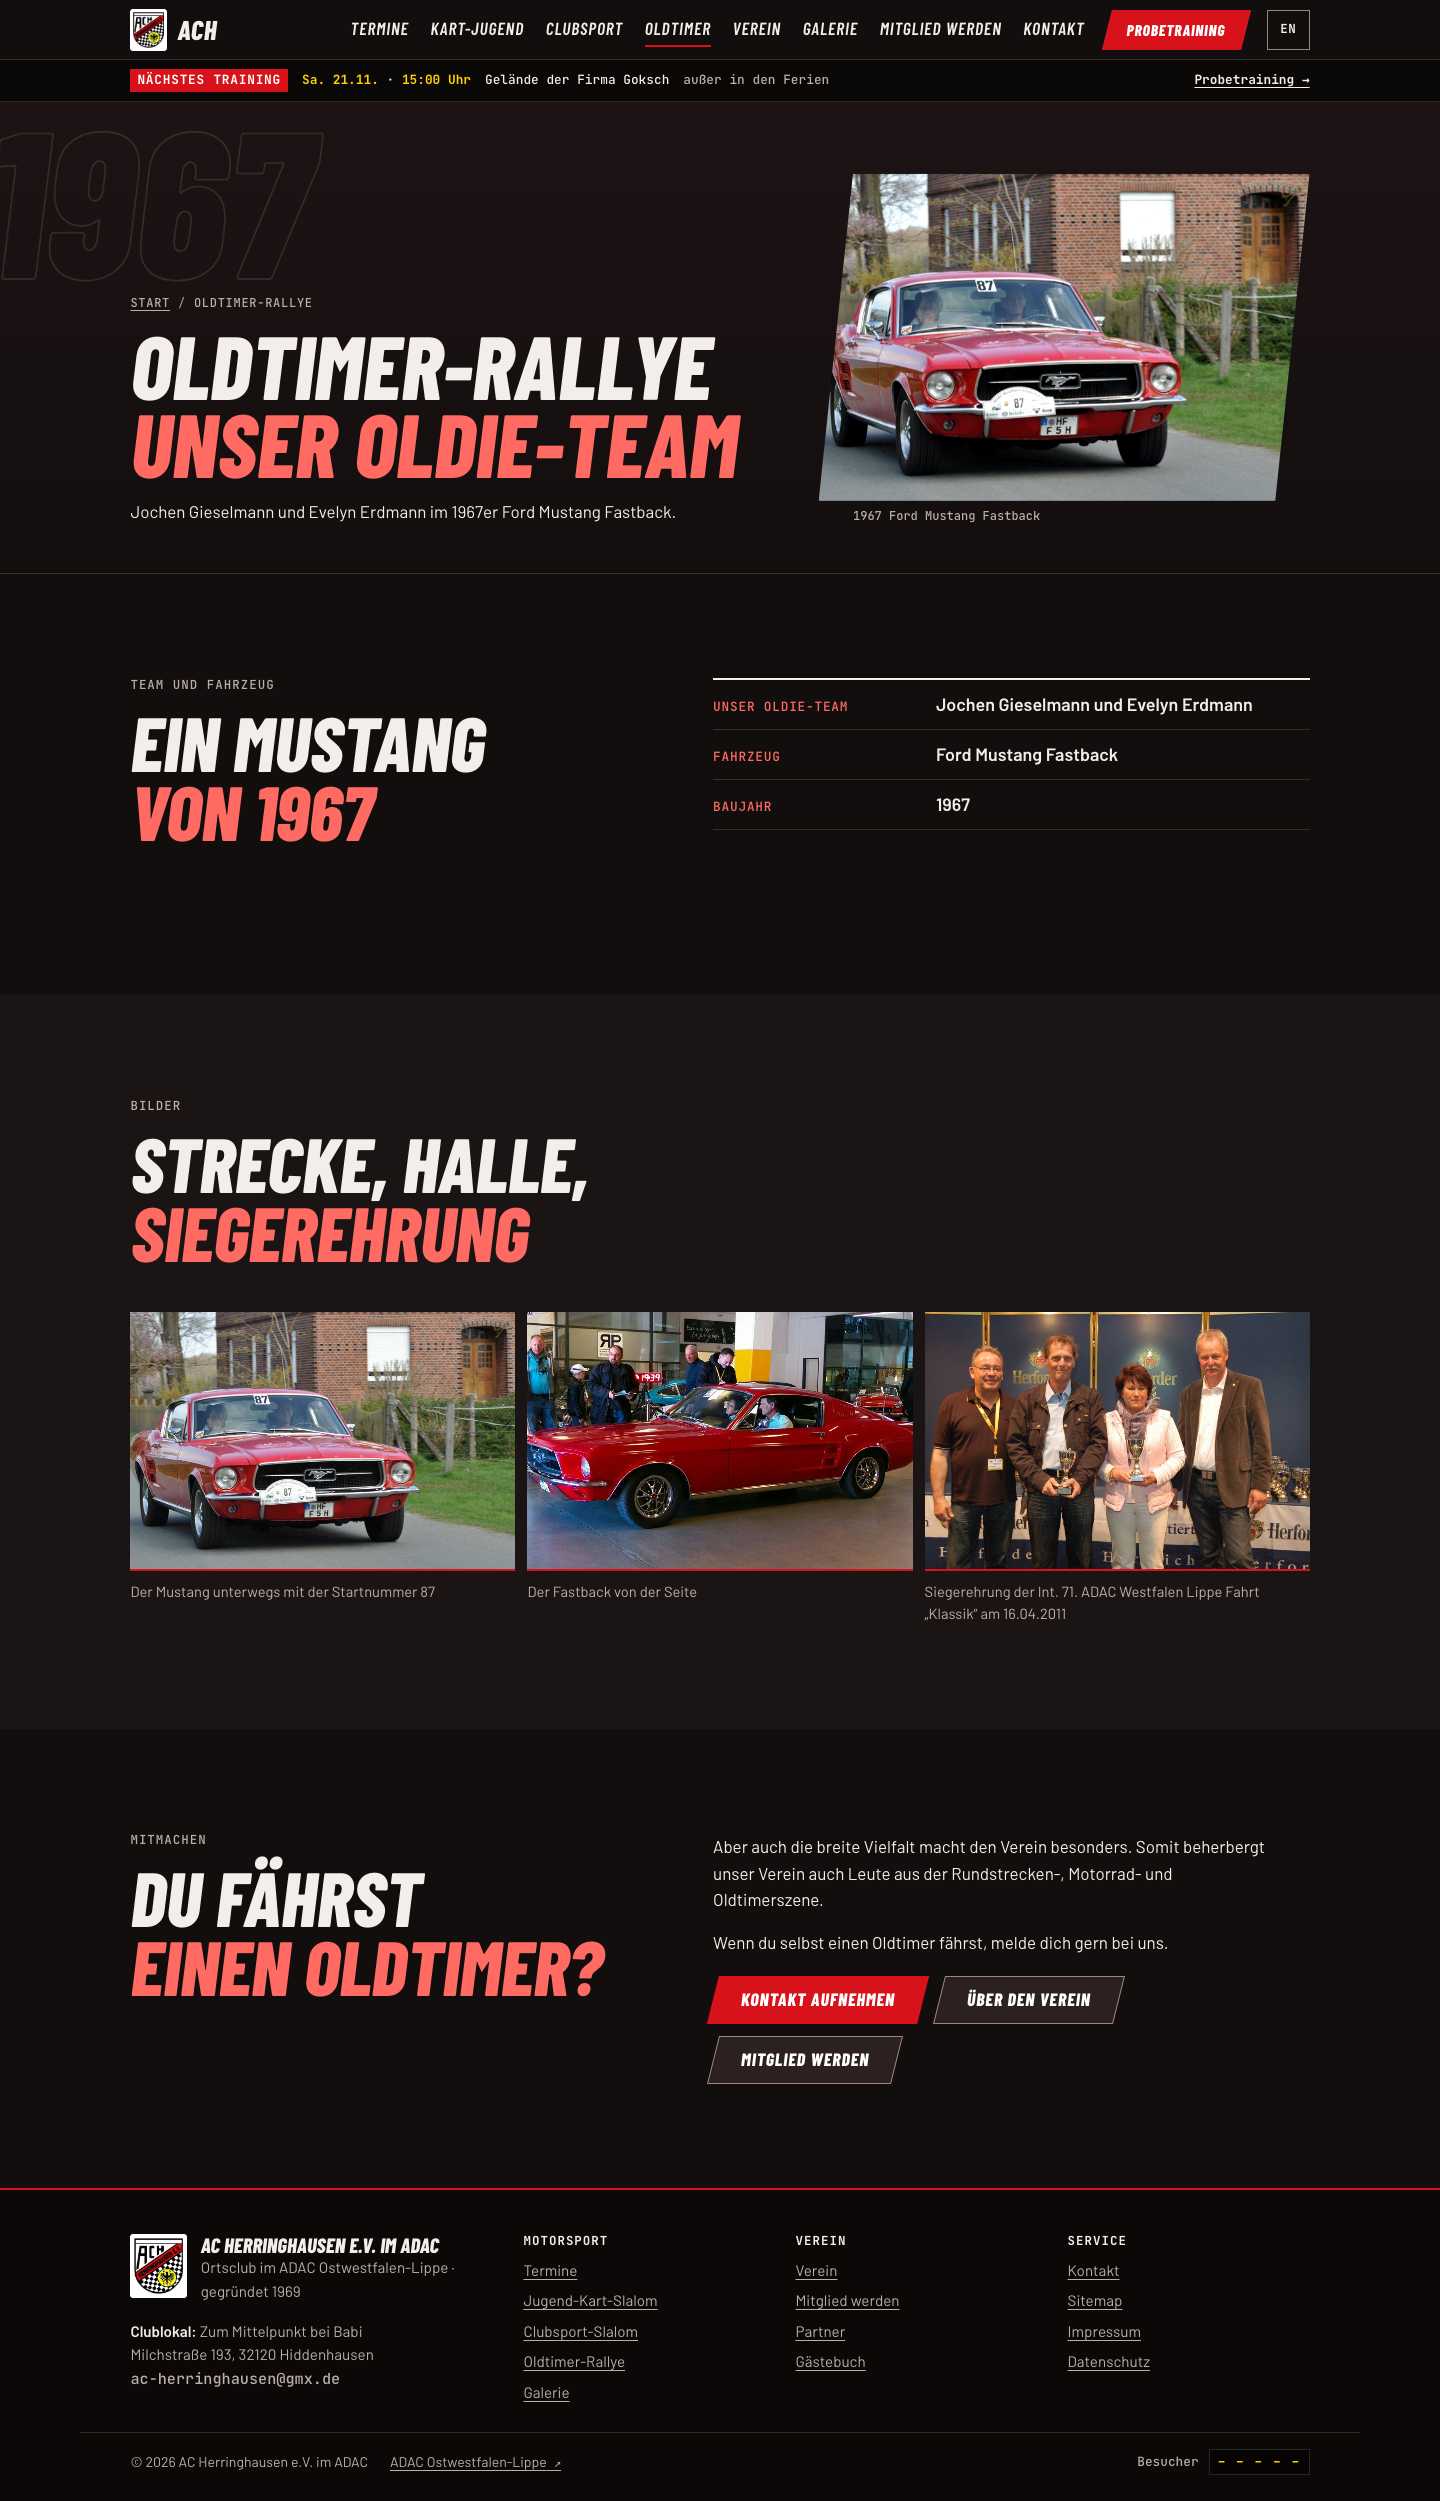 ACH
TERMINE
KART-JUGEND
CLUBSPORT
OLDTIMER
VEREIN
GALERIE
MITGLIED WERDEN
KONTAKT
PROBETRAINING
EN
NÄCHSTES TRAINING Sa. 21.11. · 15:00 Uhr Gelände der Firma Goksch außer in den Ferien
Probetraining →
1967
START / OLDTIMER-RALLYE
OLDTIMER-RALLYE
UNSER OLDIE-TEAM
Jochen Gieselmann und Evelyn Erdmann im 1967er Ford Mustang Fastback.
87
87
HF
F 5 H
1967 Ford Mustang Fastback
TEAM UND FAHRZEUG
EIN MUSTANG
VON 1967
UNSER OLDIE-TEAM Jochen Gieselmann und Evelyn Erdmann
FAHRZEUG Ford Mustang Fastback
BAUJAHR 1967
BILDER
STRECKE, HALLE,
SIEGEREHRUNG
87
87
HF
F 5 H
1939
Der Mustang unterwegs mit der Startnummer 87
Der Fastback von der Seite
Siegerehrung der Int. 71. ADAC Westfalen Lippe Fahrt
„Klassik“ am 16.04.2011
MITMACHEN
DU FÄHRST
EINEN OLDTIMER?
Aber auch die breite Vielfalt macht den Verein besonders. Somit beherbergt
unser Verein auch Leute aus der Rundstrecken-, Motorrad- und
Oldtimerszene.
Wenn du selbst einen Oldtimer fährst, melde dich gern bei uns.
KONTAKT AUFNEHMEN
ÜBER DEN VEREIN
MITGLIED WERDEN
ACH
AC HERRINGHAUSEN E.V. IM ADAC
Ortsclub im ADAC Ostwestfalen-Lippe ·
gegründet 1969
Clublokal: Zum Mittelpunkt bei Babi
Milchstraße 193, 32120 Hiddenhausen
ac-herringhausen@gmx.de
MOTORSPORT
Termine
Jugend-Kart-Slalom
Clubsport-Slalom
Oldtimer-Rallye
Galerie
VEREIN
Verein
Mitglied werden
Partner
Gästebuch
SERVICE
Kontakt
Sitemap
Impressum
Datenschutz
© 2026 AC Herringhausen e.V. im ADAC
ADAC Ostwestfalen-Lippe ↗
Besucher – – – – –